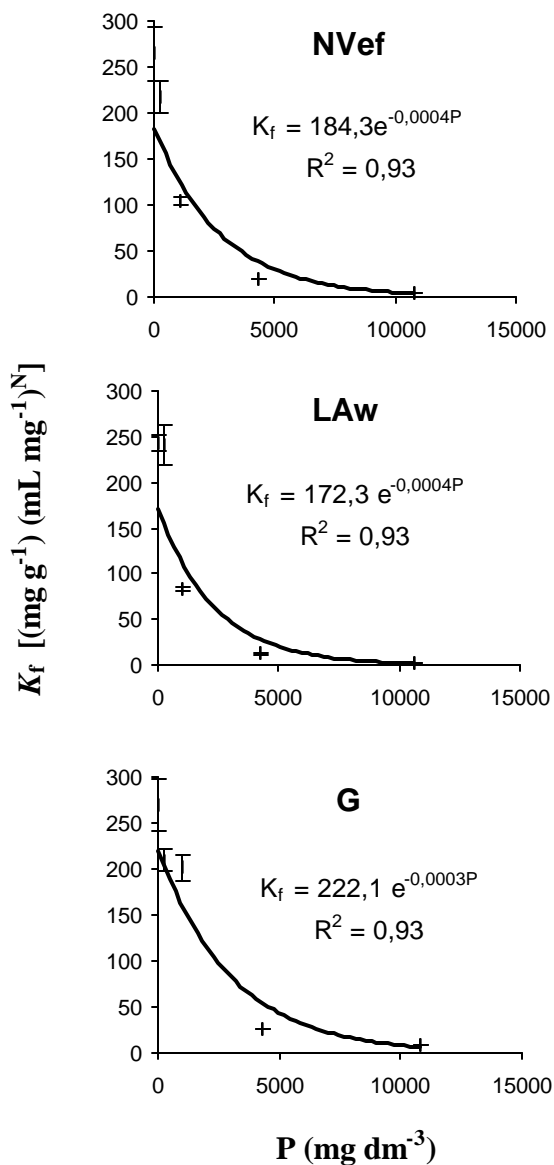 K_f [(mg g^-1) (mL mg^-1)^N]
300
250
200
150
100
50
0
NVef
K_f = 184,3e^-0,0004P
R^2 = 0,93
0 5000 10000 15000
300
250
200
150
100
50
0
LAw
K_f = 172,3 e^-0,0004P
R^2 = 0,93
0 5000 10000 15000
300
250
200
150
100
50
0
G
K_f = 222,1 e^-0,0003P
R^2 = 0,93
0 5000 10000 15000
P (mg dm^-3)